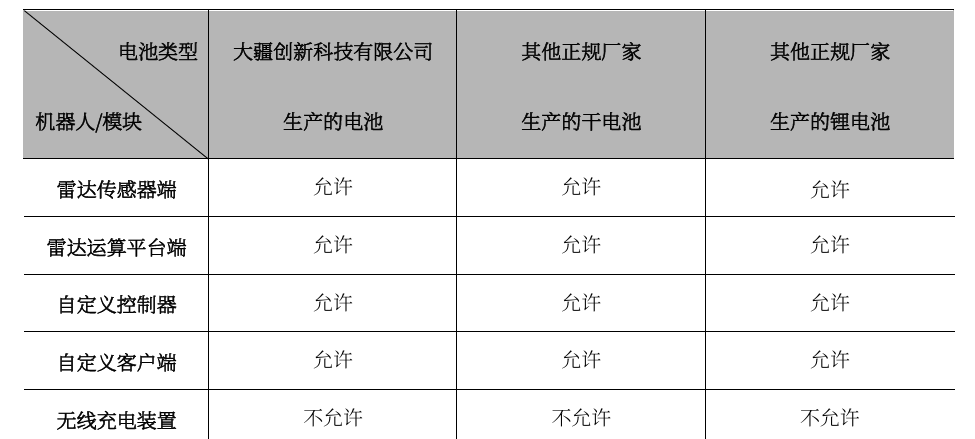 电池类型
机器人/模块
大疆创新科技有限公司
生产的电池
其他正规厂家
生产的干电池
其他正规厂家
生产的锂电池
雷达传感器端 允许 允许 允许
雷达运算平台端 允许 允许 允许
自定义控制器 允许 允许 允许
自定义客户端 允许 允许 允许
无线充电装置 不允许 不允许 不允许